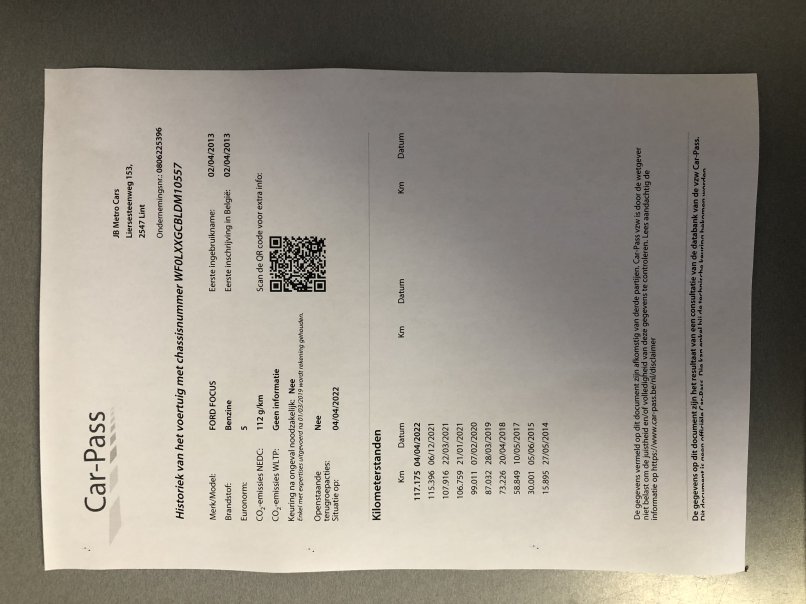 Car-Pass
JB Metro Cars
Liersesteenweg 153,
2547 Lint
Ondernemingsnr.: 0806225396
Historiek van het voertuig met chassisnummer WF0LXXGCBLDM10557
Merk/Model: FORD FOCUS
Eerste ingebruikname: 02/04/2013
Brandstof: Benzine
Eerste inschrijving in België: 02/04/2013
Euronorm: 5
CO2-emissies NEDC: 112 g/km
Scan de QR code voor extra info:
CO2-emissies WLTP: Geen informatie
Keuring na ongeval noodzakelijk: Nee
Enkel met expertises uitgevoerd na 01/03/2019 wordt rekening gehouden.
Openstaande Nee
terugroepacties:
Situatie op: 04/04/2022
Kilometerstanden
Km Datum Km Datum Km Datum
117.175 04/04/2022
115.396 06/12/2021
107.916 22/03/2021
106.759 21/01/2021
99.011 07/02/2020
87.032 28/03/2019
73.226 20/04/2018
58.849 10/05/2017
30.001 05/06/2015
15.895 27/05/2014
De gegevens vermeld op dit document zijn afkomstig van derde partijen. Car-Pass vzw is door de wetgever
niet belast om de juistheid en/of volledigheid van deze gegevens te controleren. Lees aandachtig de
informatie op https://www.car-pass.be/nl/disclaimer
De gegevens op dit document zijn het resultaat van een consultatie van de databank van de vzw Car-Pass.
Dit document is geen officiële Car-Pass. Die kan enkel bij de technische keuring bekomen worden